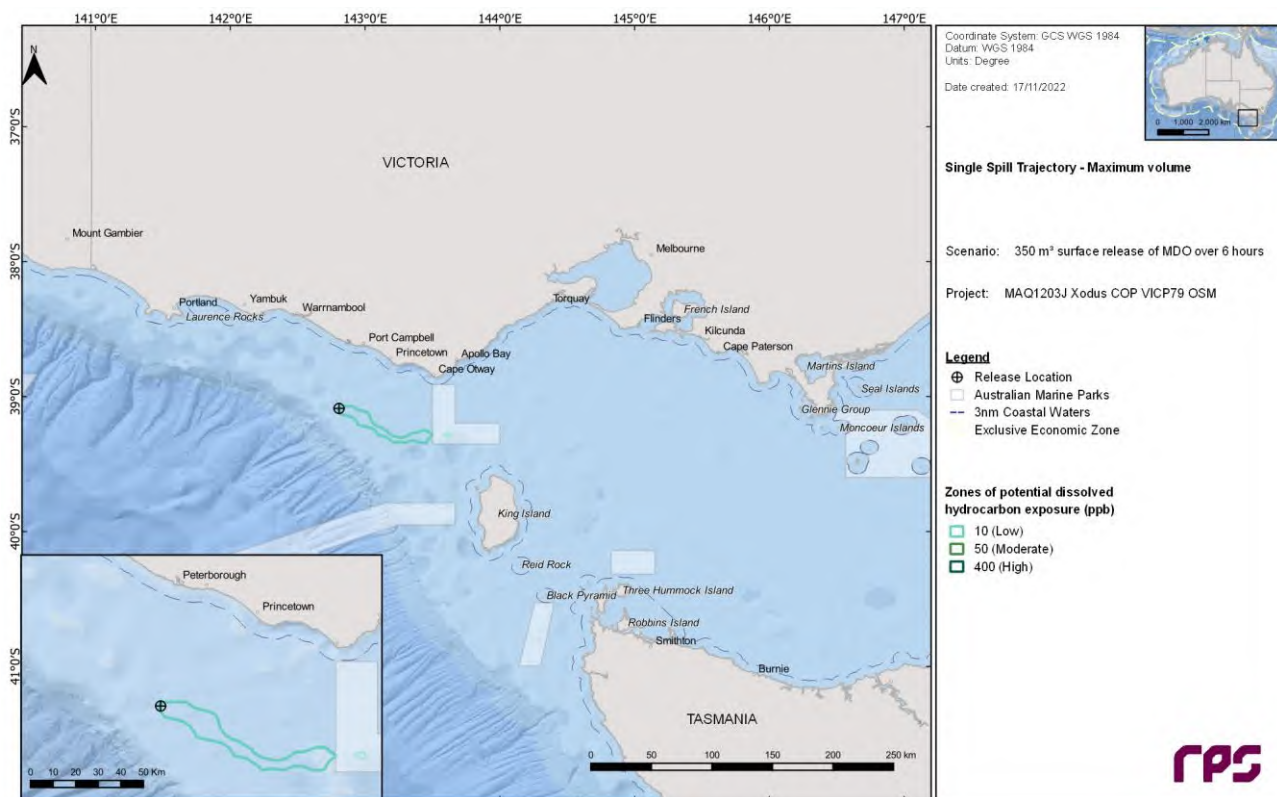 141°0'E 142°0'E 143°0'E 144°0'E 145°0'E 146°0'E 147°0'E
N
37°0'S
38°0'S
39°0'S
40°0'S
41°0'S
VICTORIA
Mount Gambier
Melbourne
Portland
Yambuk
Laurence Rocks
Warrnambool
Torquay
French Island
Flinders
Port Campbell
Kilcunda
Princetown
Apollo Bay
Cape Paterson
Cape Otway
Martins Island
Seal Islands
Glennie Group
Moncoeur Islands
King Island
Reid Rock
Black Pyramid
Three Hummock Island
Robbins Island
Smithton
Burnie
TASMANIA
0 50 100 150 200 250 km
Peterborough
Princetown
0 10 20 30 40 50 Km
Coordinate System: GCS WGS 1984
Datum: WGS 1984
Units: Degree
Date created: 17/11/2022
0 1,000 2,000 km
Single Spill Trajectory - Maximum volume
Scenario: 350 m³ surface release of MDO over 6 hours
Project: MAQ1203J Xodus COP VICP79 OSM
Legend
Release Location
Australian Marine Parks
3nm Coastal Waters
Exclusive Economic Zone
Zones of potential dissolved
hydrocarbon exposure (ppb)
10 (Low)
50 (Moderate)
400 (High)
rps